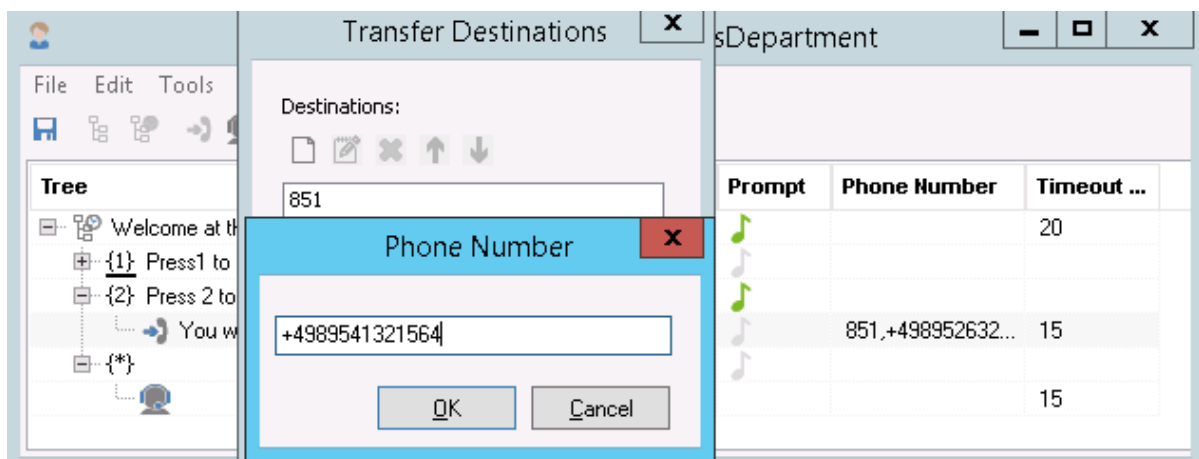 Transfer Destinations
x
sDepartment
x
File Edit Tools
Destinations:
851
Tree
Prompt
Phone Number
Timeout ...
Welcome at th
20
{1} Press1 to
{2} Press 2 to
You w
851,+498952632...
15
{*}
15
Phone Number
x
+4989541321564
OK
Cancel